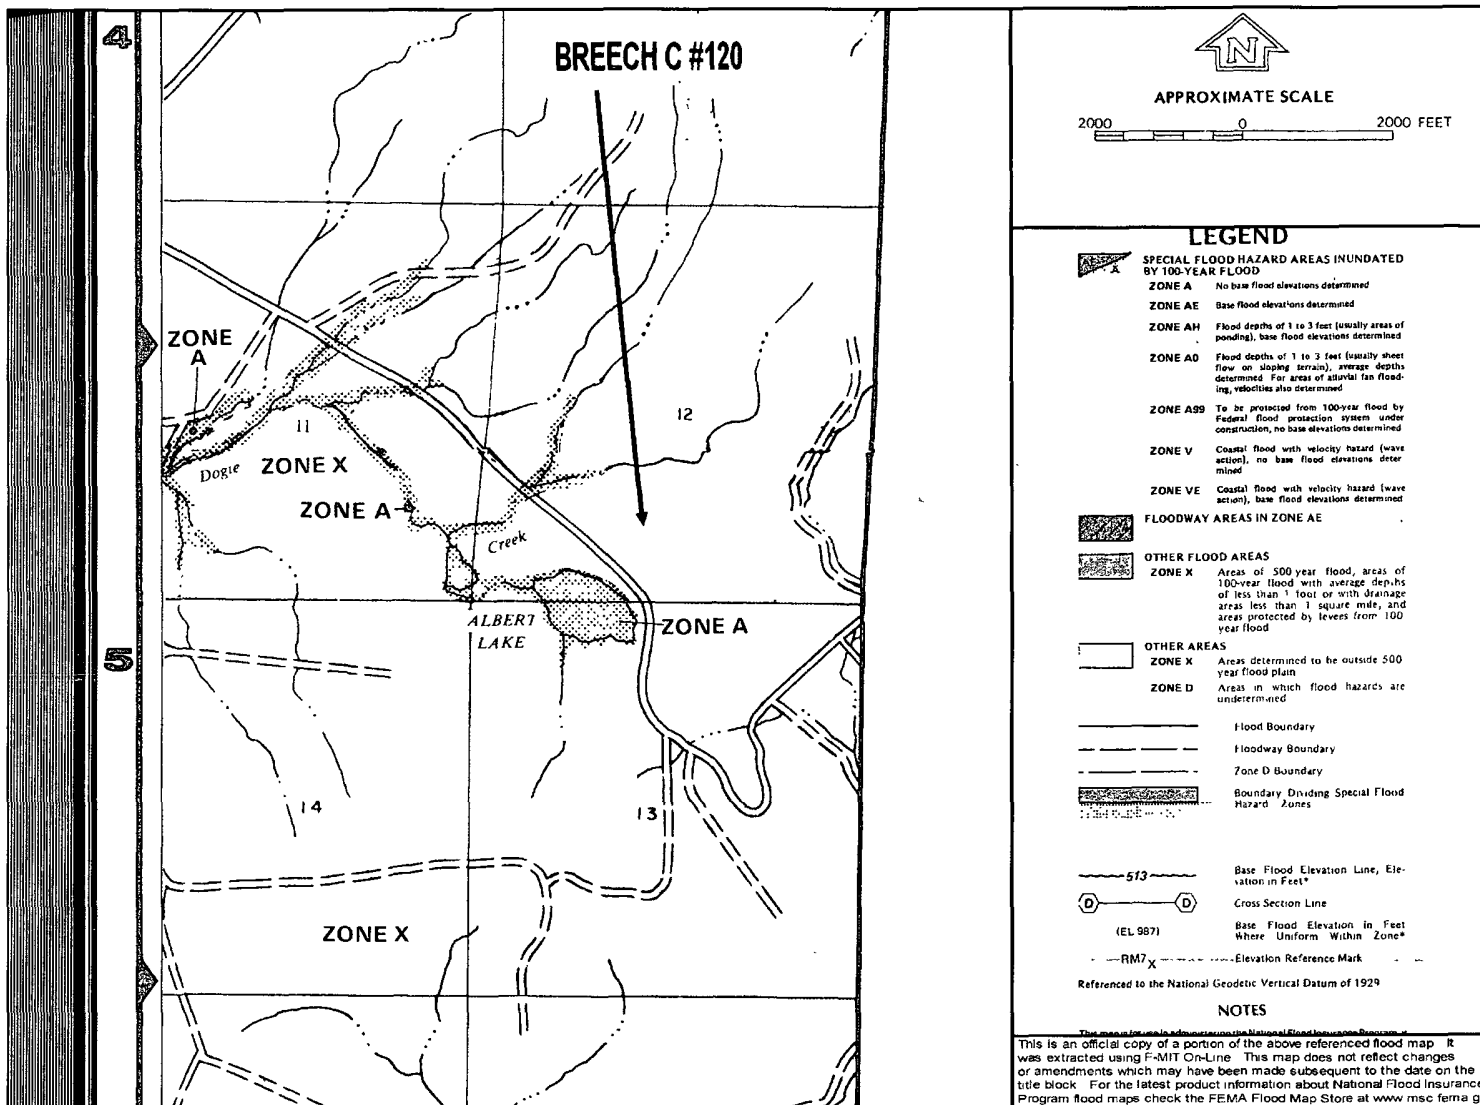 4
BREECH C #120
ZONE
A
11
Dogie
ZONE X
ZONE A
12
Creek
ALBERT
LAKE
ZONE A
5
14
13
ZONE X
N
APPROXIMATE SCALE
2000 0 2000 FEET
LEGEND
SPECIAL FLOOD HAZARD AREAS INUNDATED
BY 100-YEAR FLOOD
ZONE A No base flood elevations determined
ZONE AE Base flood elevations determined
ZONE AH Flood depths of 1 to 3 feet (usually areas of
ponding), base flood elevations determined
ZONE A0 Flood depths of 1 to 3 feet (usually sheet
flow on sloping terrain), average depths
determined For areas of alluvial fan flood-
ing, velocities also determined
ZONE A99 To be protected from 100-year flood by
Federal flood protection system under
construction, no base elevations determined
ZONE V Coastal flood with velocity hazard (wave
action), no base flood elevations deter
mined
ZONE VE Coastal flood with velocity hazard (wave
action), base flood elevations determined
FLOODWAY AREAS IN ZONE AE
OTHER FLOOD AREAS
ZONE X Areas of 500 year flood, areas of
100-year flood with average depths
of less than 1 foot or with drainage
areas less than 1 square mile, and
areas protected by levees from 100
year flood
OTHER AREAS
ZONE X Areas determined to be outside 500
year flood plain
ZONE D Areas in which flood hazards are
undetermined
Flood Boundary
Floodway Boundary
Zone D Boundary
Boundary Dividing Special Flood
Hazard Zones
513 Base Flood Elevation Line, Ele-
vation in Feet*
D D Cross Section Line
(EL 987) Base Flood Elevation in Feet
Where Uniform Within Zone*
RM7X Elevation Reference Mark
Referenced to the National Geodetic Vertical Datum of 1929
NOTES
This map is for use in administering the National Flood Insurance Program
This is an official copy of a portion of the above referenced flood map It
was extracted using F-MIT On-Line This map does not reflect changes
or amendments which may have been made subsequent to the date on the
title block For the latest product information about National Flood Insurance
Program flood maps check the FEMA Flood Map Store at www msc fema g